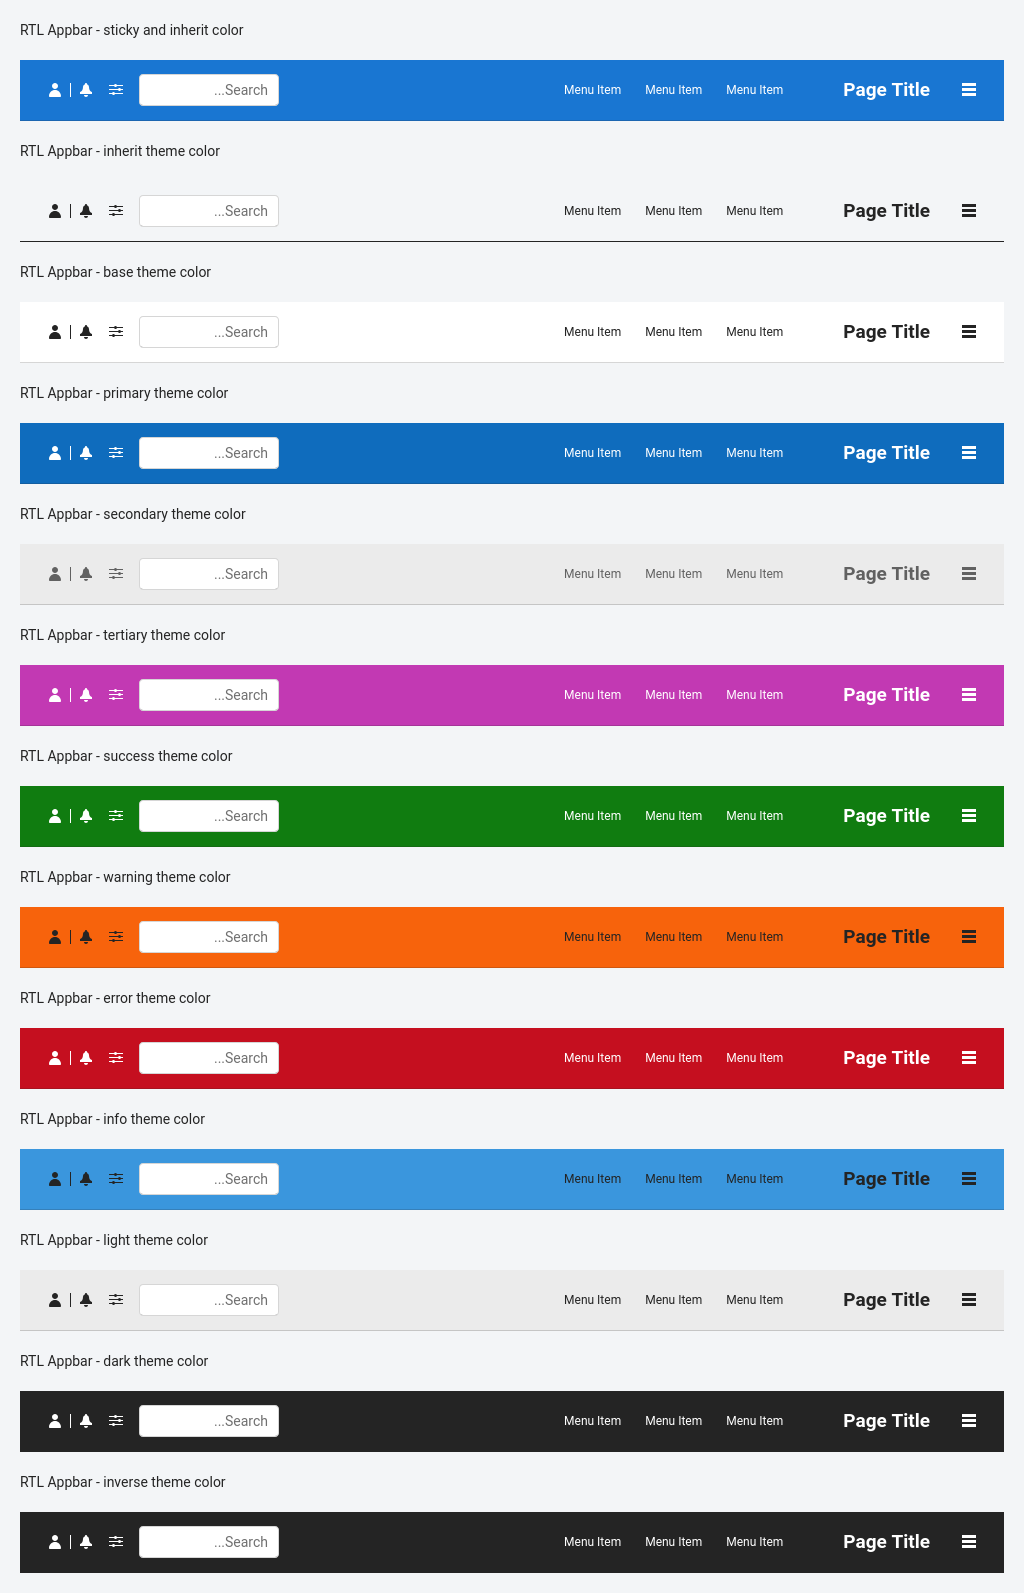 RTL Appbar - sticky and inherit color
...Search Menu Item Menu Item Menu Item Page Title
RTL Appbar - inherit theme color
...Search Menu Item Menu Item Menu Item Page Title
RTL Appbar - base theme color
...Search Menu Item Menu Item Menu Item Page Title
RTL Appbar - primary theme color
...Search Menu Item Menu Item Menu Item Page Title
RTL Appbar - secondary theme color
...Search Menu Item Menu Item Menu Item Page Title
RTL Appbar - tertiary theme color
...Search Menu Item Menu Item Menu Item Page Title
RTL Appbar - success theme color
...Search Menu Item Menu Item Menu Item Page Title
RTL Appbar - warning theme color
...Search Menu Item Menu Item Menu Item Page Title
RTL Appbar - error theme color
...Search Menu Item Menu Item Menu Item Page Title
RTL Appbar - info theme color
...Search Menu Item Menu Item Menu Item Page Title
RTL Appbar - light theme color
...Search Menu Item Menu Item Menu Item Page Title
RTL Appbar - dark theme color
...Search Menu Item Menu Item Menu Item Page Title
RTL Appbar - inverse theme color
...Search Menu Item Menu Item Menu Item Page Title